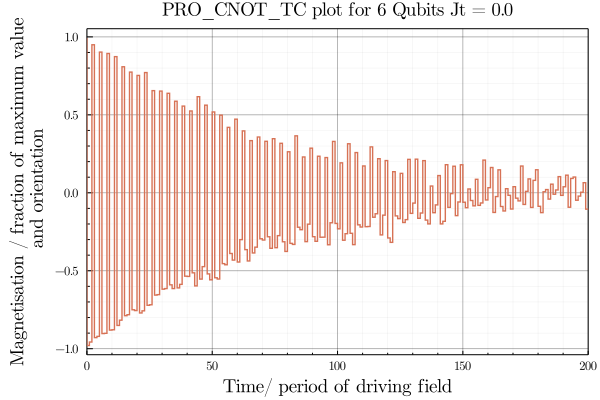 PRO_CNOT_TC plot for 6 Qubits Jt = 0.0
Magnetisation / fraction of maximum value
and orientation
1.0
0.5
0.0
−0.5
−1.0
0 50 100 150 200
Time/ period of driving field